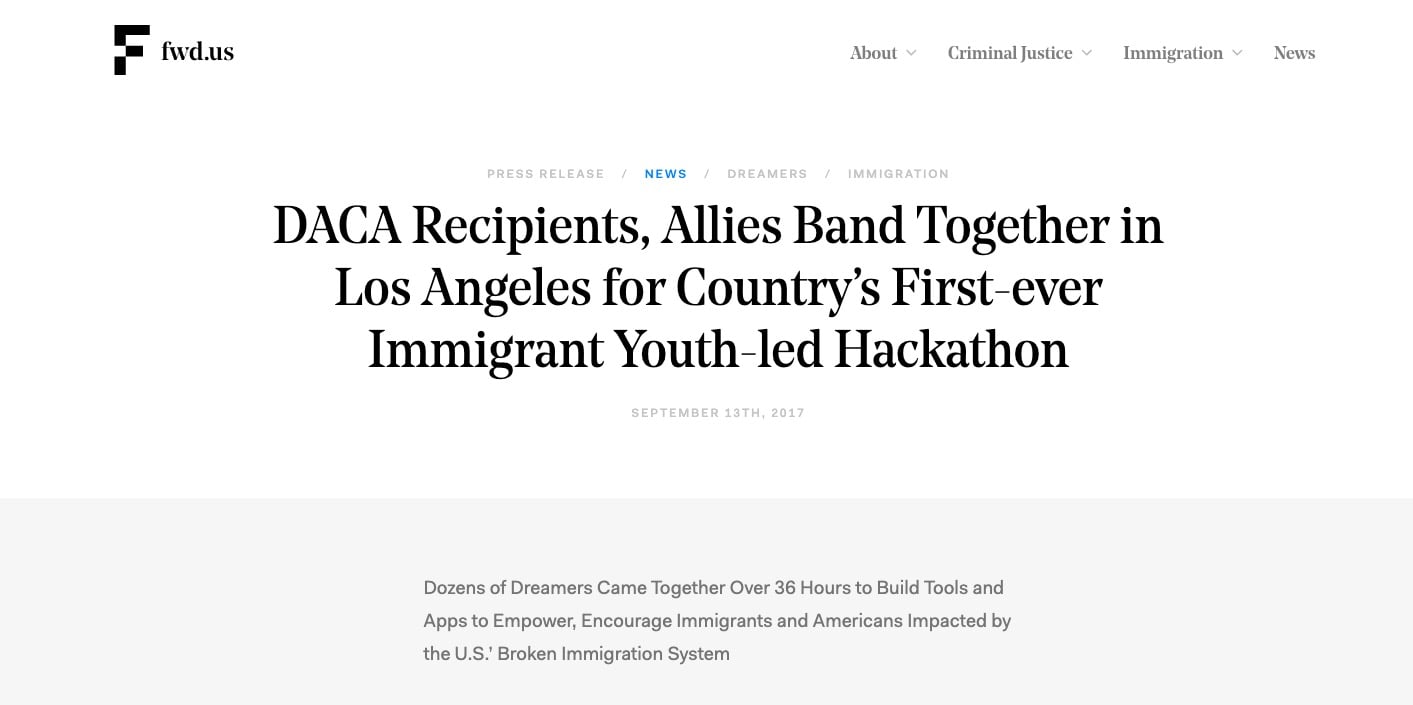 fwd.us
About Criminal Justice Immigration News
PRESS RELEASE / NEWS / DREAMERS / IMMIGRATION
DACA Recipients, Allies Band Together in
Los Angeles for Country’s First-ever
Immigrant Youth-led Hackathon
SEPTEMBER 13TH, 2017
Dozens of Dreamers Came Together Over 36 Hours to Build Tools and
Apps to Empower, Encourage Immigrants and Americans Impacted by
the U.S.’ Broken Immigration System